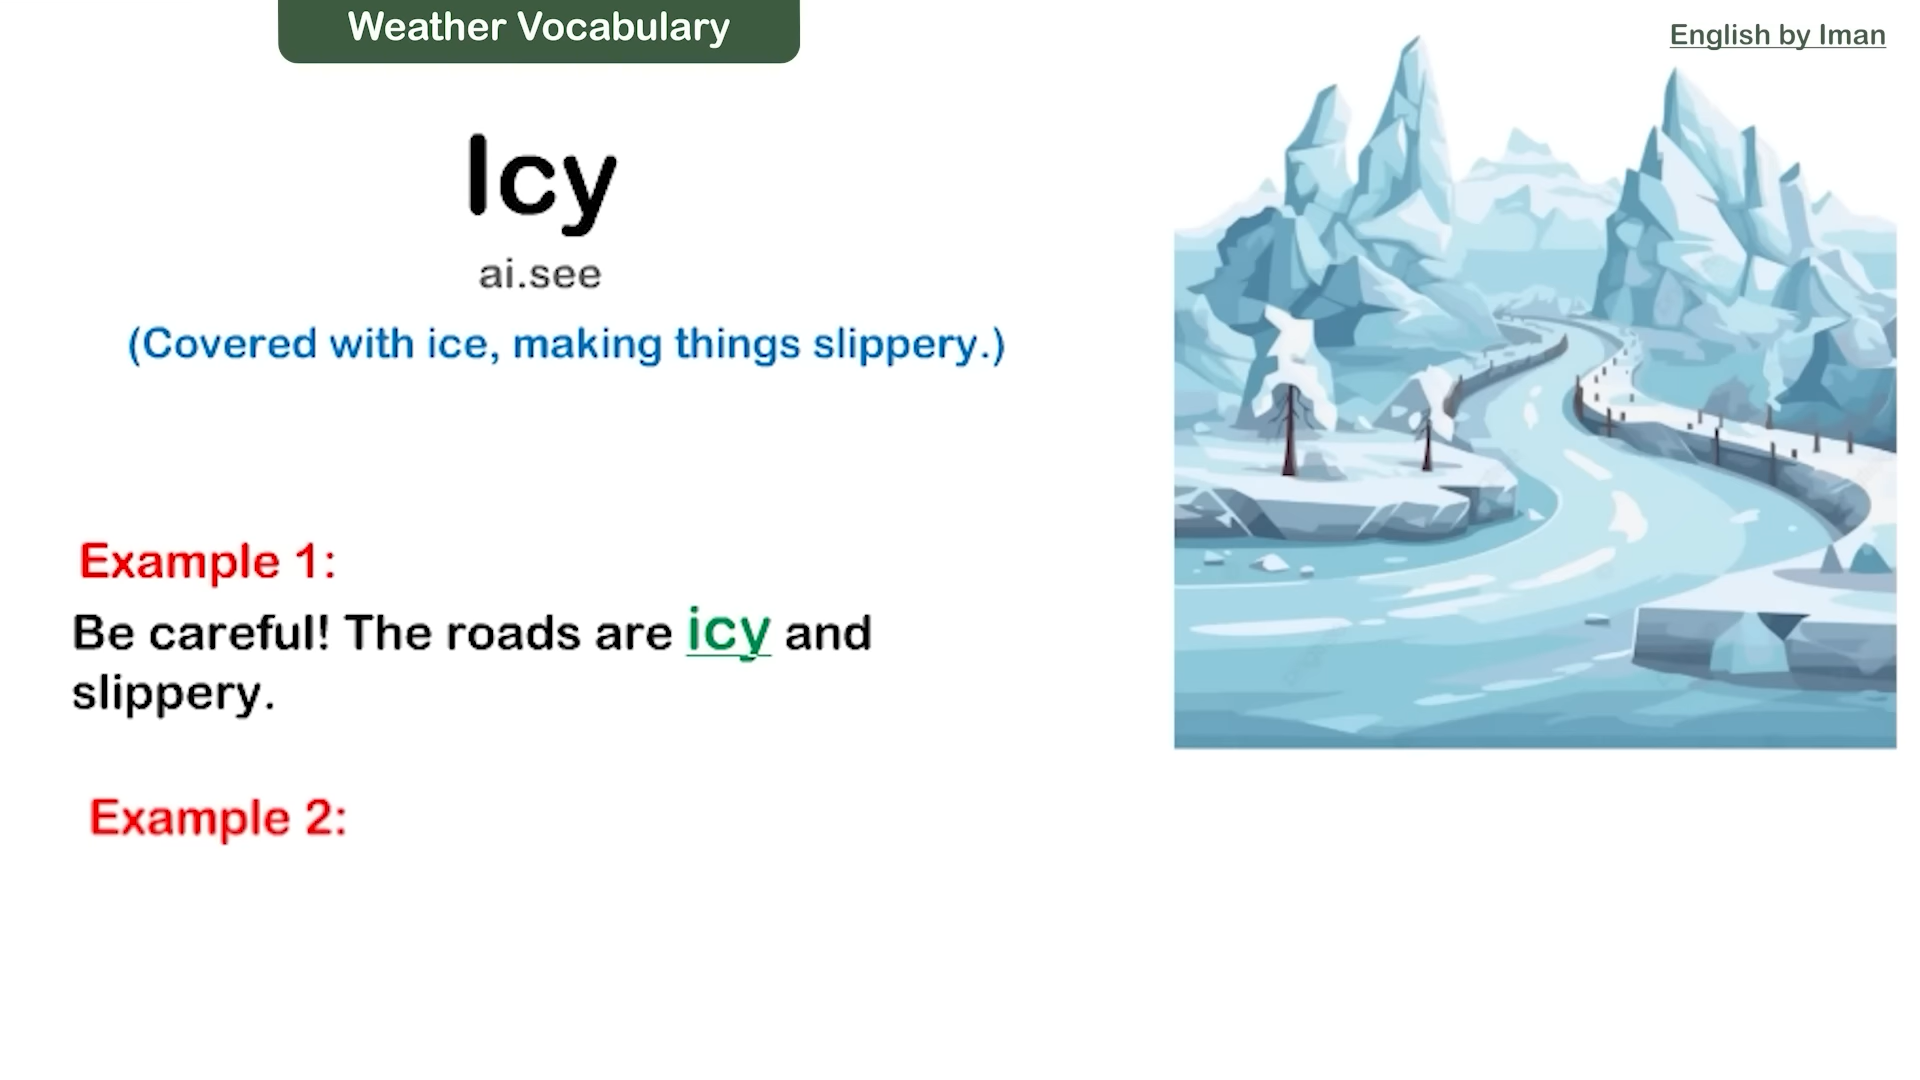 Weather Vocabulary
English by Iman
Icy
ai.see
(Covered with ice, making things slippery.)
Example 1:
Be careful! The roads are icy and
slippery.
Example 2: